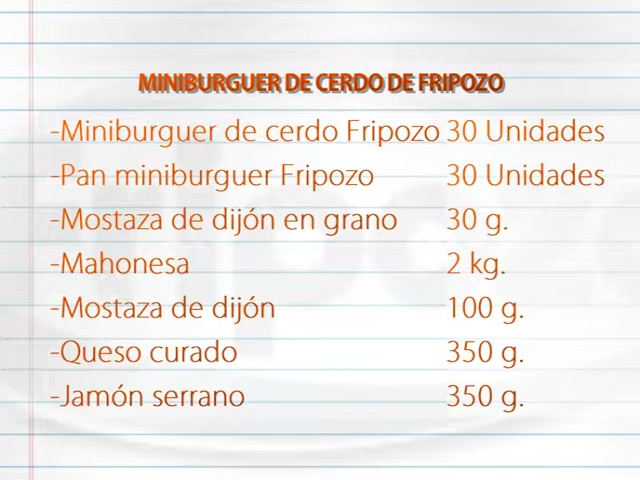 MINIBURGUER DE CERDO DE FRIPOZO
-Miniburguer de cerdo Fripozo 30 Unidades
-Pan miniburguer Fripozo 30 Unidades
-Mostaza de dijón en grano 30 g.
-Mahonesa 2 kg.
-Mostaza de dijón 100 g.
-Queso curado 350 g.
-Jamón serrano 350 g.